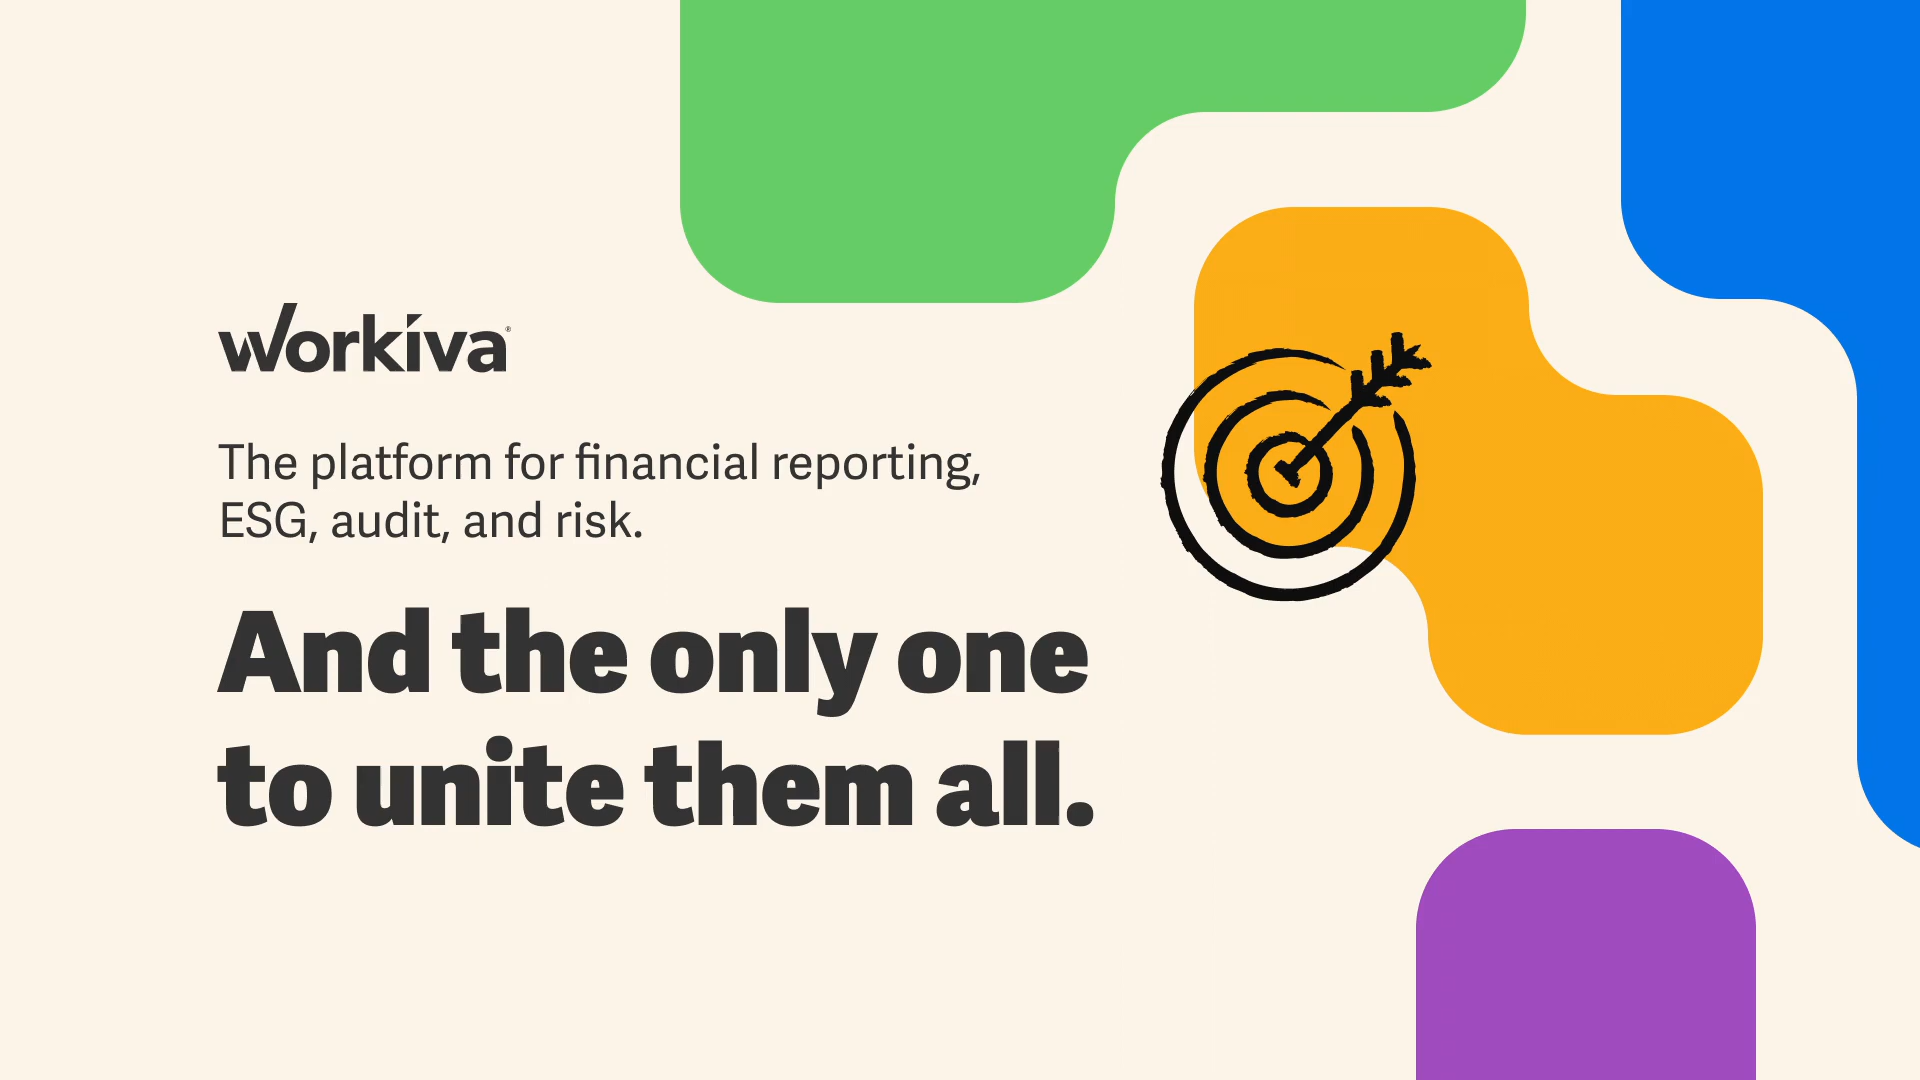 workiva®
The platform for financial reporting,
ESG, audit, and risk.
And the only one
to unite them all.